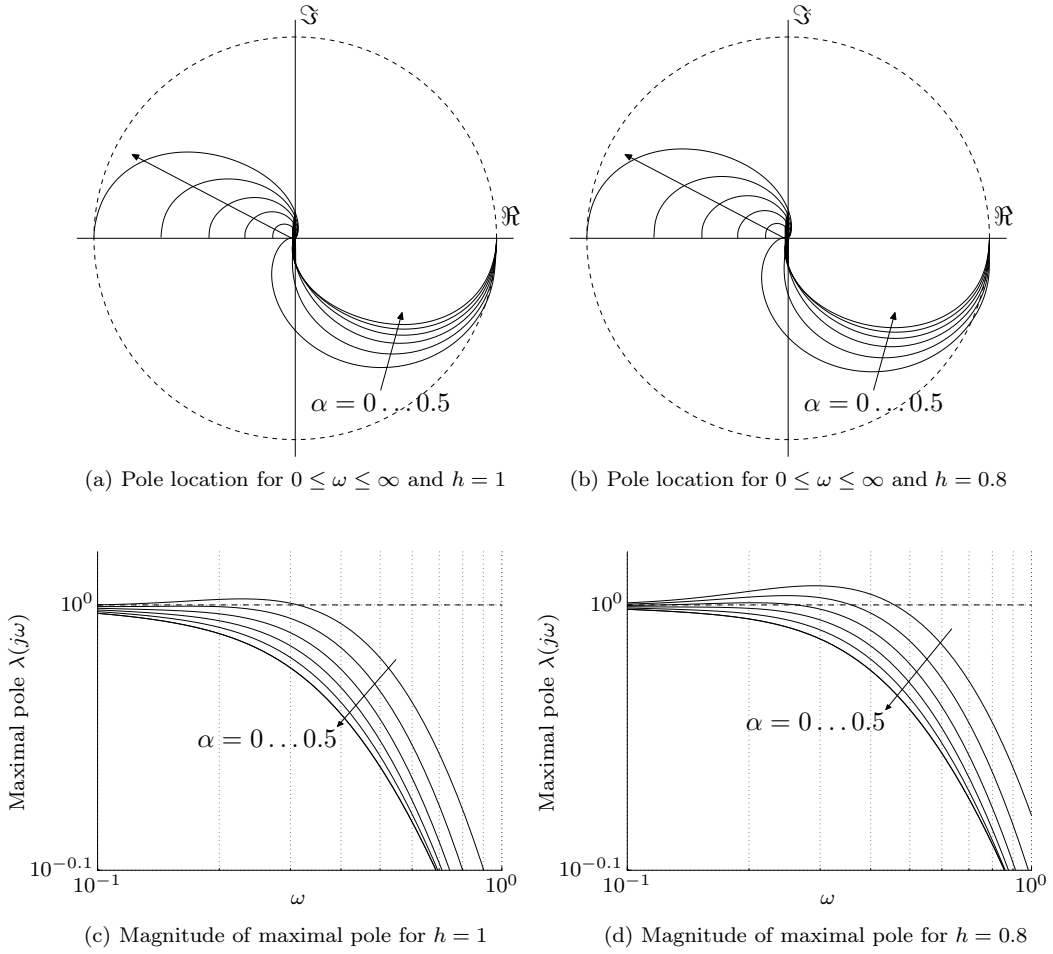 ℑ
ℜ
α = 0 . . . 0.5
(a) Pole location for 0 ≤ ω ≤ ∞ and h = 1
ℑ
ℜ
α = 0 . . . 0.5
(b) Pole location for 0 ≤ ω ≤ ∞ and h = 0.8
Maximal pole λ(jω)
10^0
α = 0 . . . 0.5
10^−0.1
10^−1
10^0
ω
(c) Magnitude of maximal pole for h = 1
Maximal pole λ(jω)
10^0
α = 0 . . . 0.5
10^−0.1
10^−1
10^0
ω
(d) Magnitude of maximal pole for h = 0.8